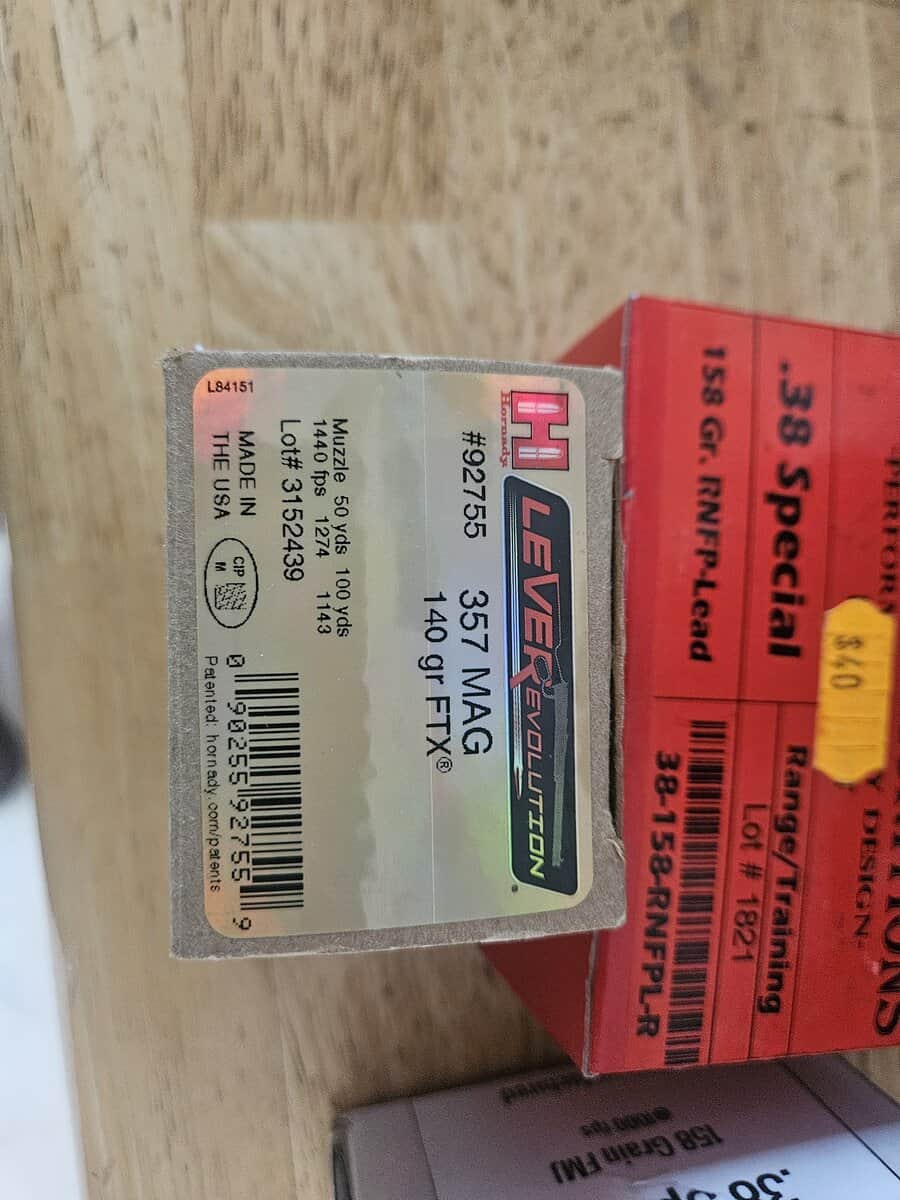 Hornady
LEVEREVOLUTION
#92755 357 MAG
140 gr FTX®
Muzzle 50 yds 100 yds
1440 fps 1274 1143
Lot# 3152439
MADE IN
THE USA
CIP
M
0 90255 92755 9
Patented: hornady.com/patents
L84151
Y DESIGN
$40
.38 Special
Range/Training
158 Gr. RNFP-Lead
Lot # 1821
38-158-RNFPL-R
158 Grain FMJ